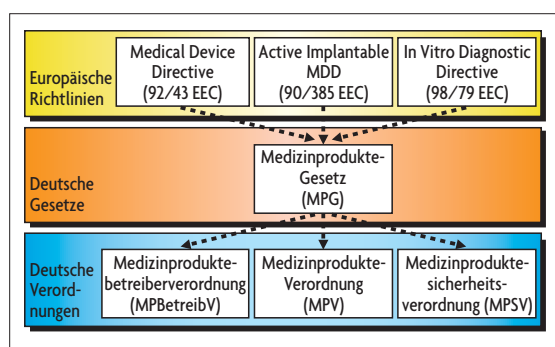 Europäische
Richtlinien
Medical Device
Directive
(92/43 EEC)
Active Implantable
MDD
(90/385 EEC)
In Vitro Diagnostic
Directive
(98/79 EEC)
Deutsche
Gesetze
Medizinprodukte-
Gesetz
(MPG)
Deutsche
Verord-
nungen
Medizinprodukte-
betreiberverordnung
(MPBetreibV)
Medizinprodukte-
Verordnung
(MPV)
Medizinprodukte-
sicherheits-
verordnung (MPSV)